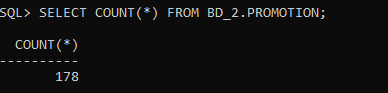 SQL> SELECT COUNT(*) FROM BD_2.PROMOTION;
COUNT(*)
----------
178